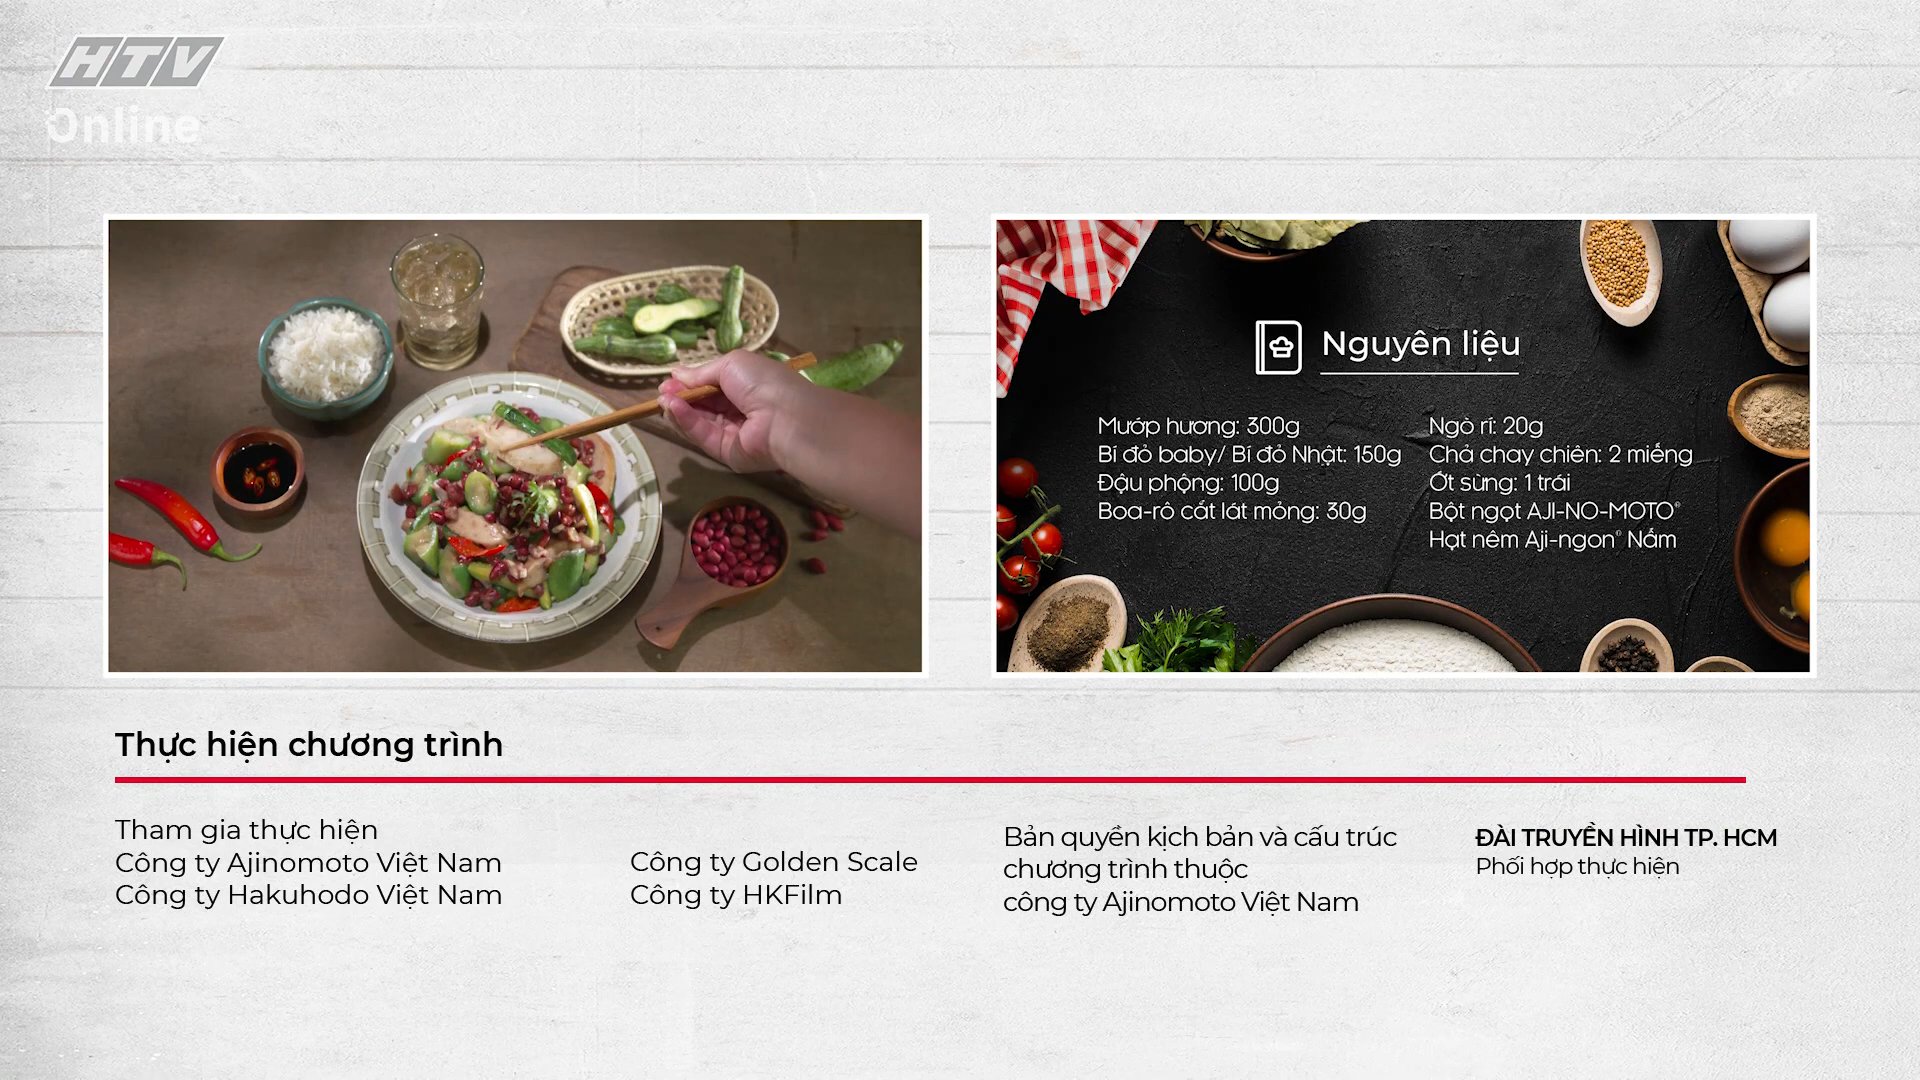 HTV
Online
Nguyên liệu
Mướp hương: 300g
Bí đỏ baby/ Bí đỏ Nhật: 150g
Đậu phộng: 100g
Boa-rô cắt lát mỏng: 30g
Ngò rí: 20g
Chả chay chiên: 2 miếng
Ớt sừng: 1 trái
Bột ngọt AJI-NO-MOTO®
Hạt nêm Aji-ngon® Nấm
Thực hiện chương trình
Tham gia thực hiện
Công ty Ajinomoto Việt Nam
Công ty Hakuhodo Việt Nam
Công ty Golden Scale
Công ty HKFilm
Bản quyền kịch bản và cấu trúc
chương trình thuộc
công ty Ajinomoto Việt Nam
ĐÀI TRUYỀN HÌNH TP. HCM
Phối hợp thực hiện